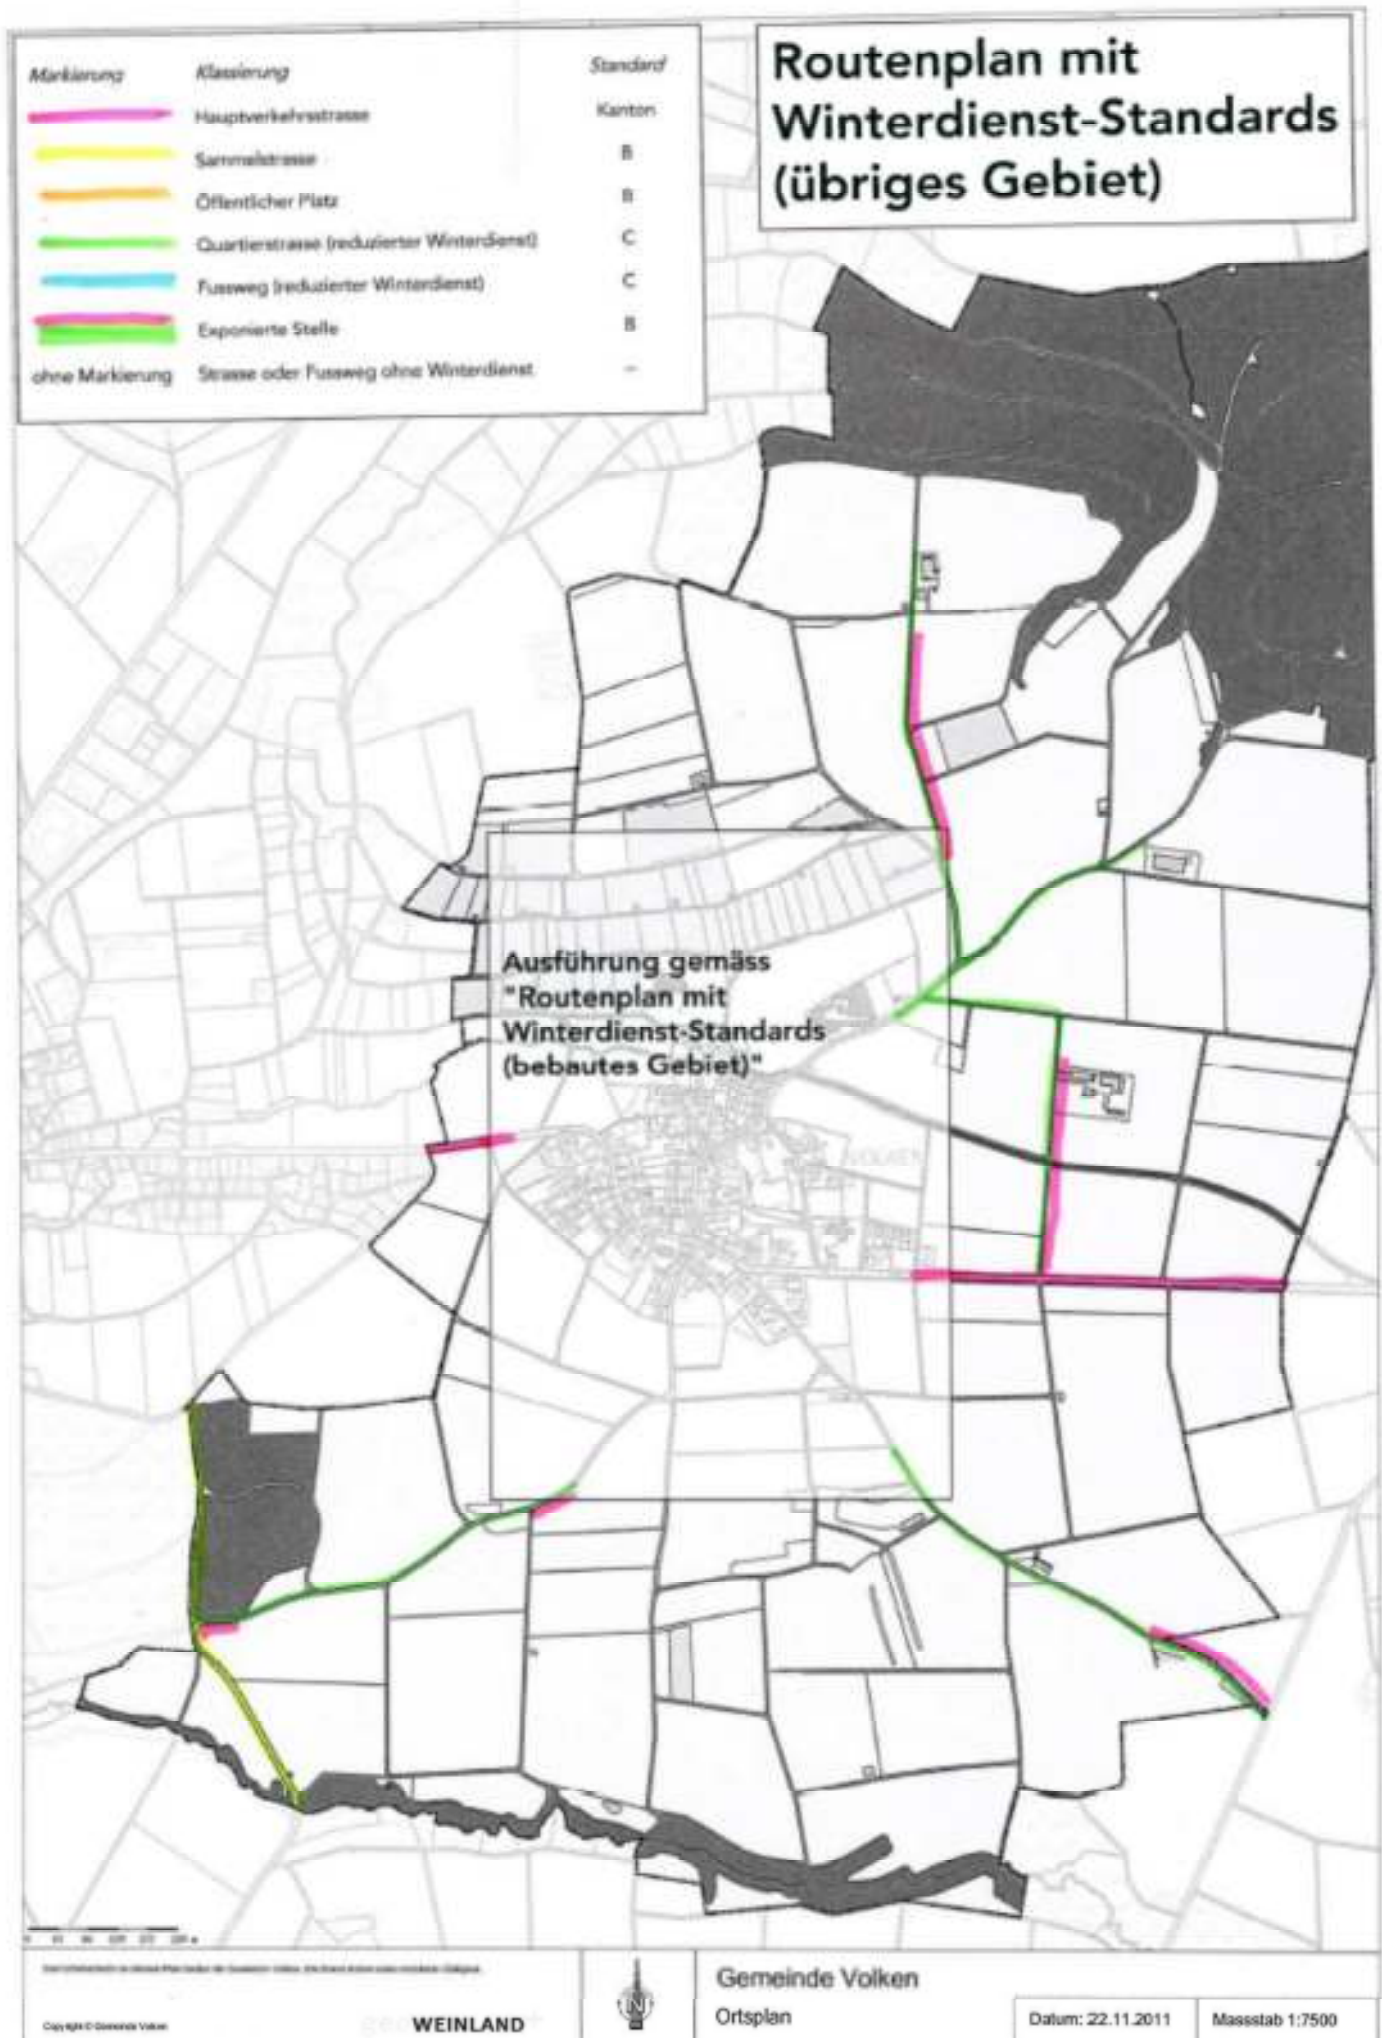 Routenplan mit
Winterdienst-Standards
(übriges Gebiet)
Markierung Klassierung Standard
Hauptverkehrsstrasse Kanton
Sammelstrasse B
Öffentlicher Platz B
Quartierstrasse (reduzierter Winterdienst) C
Fussweg (reduzierter Winterdienst) C
Exponierte Stelle B
ohne Markierung Strasse oder Fussweg ohne Winterdienst –
Ausführung gemäss
"Routenplan mit
Winterdienst-Standards
(bebautes Gebiet)"
VOLKEN
Copyright © Gemeinde Volken
WEINLAND
N
Gemeinde Volken
Ortsplan
Datum: 22.11.2011
Massstab 1:7500